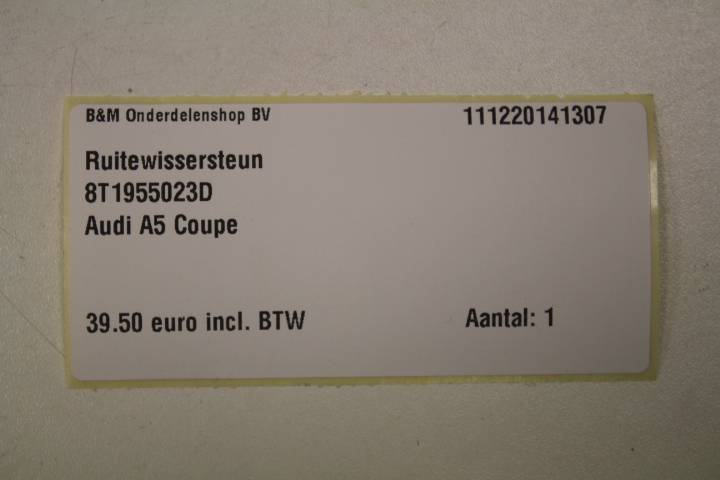 B&M Onderdelenshop BV 111220141307
Ruitewissersteun
8T1955023D
Audi A5 Coupe
39.50 euro incl. BTW Aantal: 1